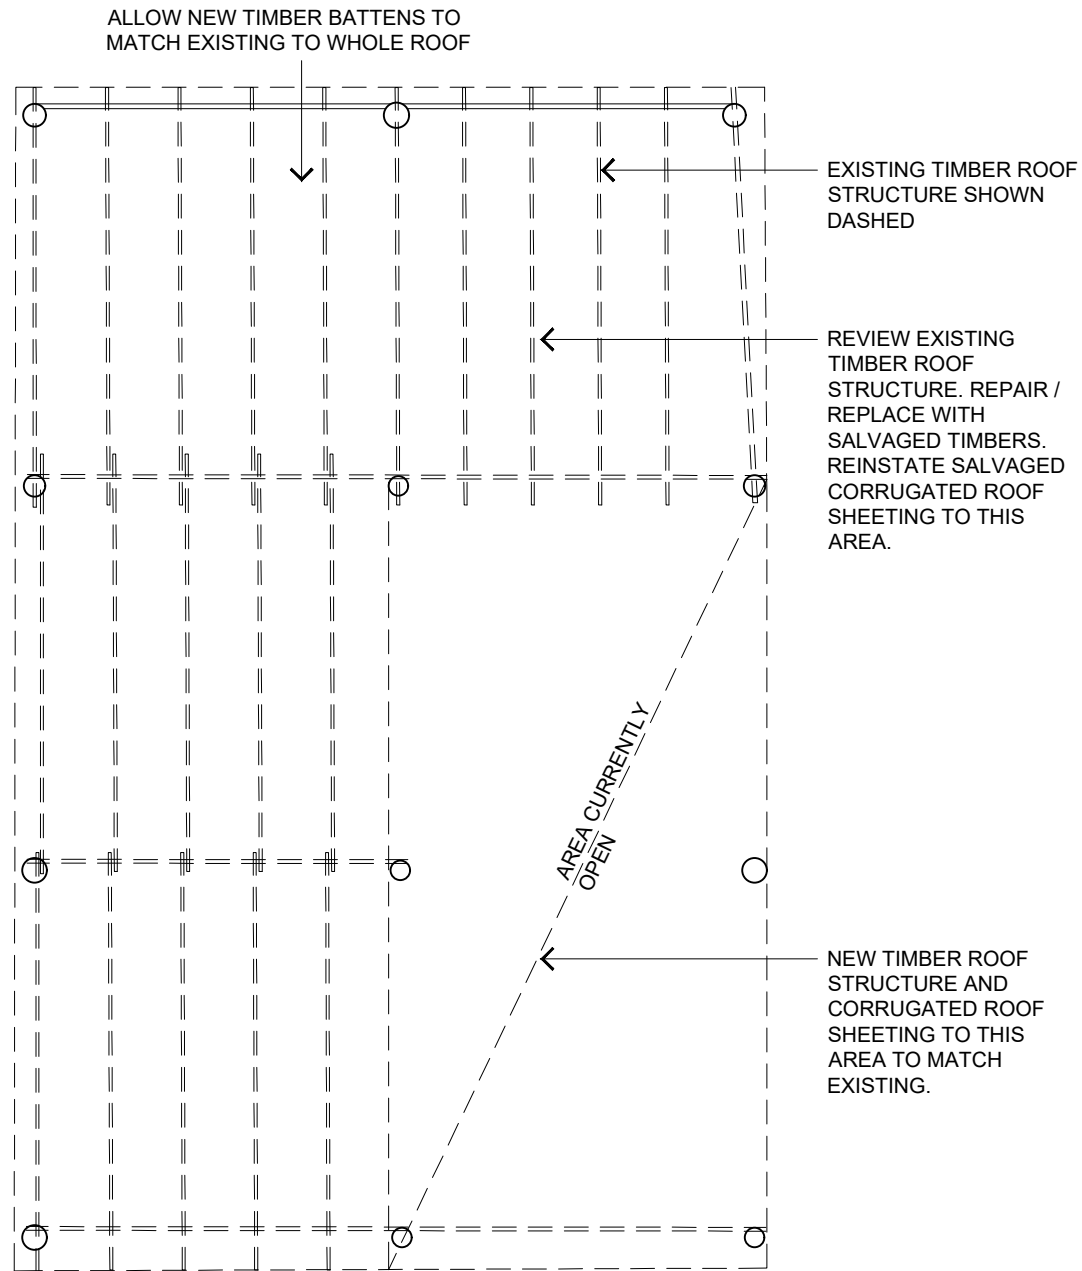 ALLOW NEW TIMBER BATTENS TO
MATCH EXISTING TO WHOLE ROOF
EXISTING TIMBER ROOF
STRUCTURE SHOWN
DASHED
REVIEW EXISTING
TIMBER ROOF
STRUCTURE. REPAIR /
REPLACE WITH
SALVAGED TIMBERS.
REINSTATE SALVAGED
CORRUGATED ROOF
SHEETING TO THIS
AREA.
AREA CURRENTLY
OPEN
NEW TIMBER ROOF
STRUCTURE AND
CORRUGATED ROOF
SHEETING TO THIS
AREA TO MATCH
EXISTING.